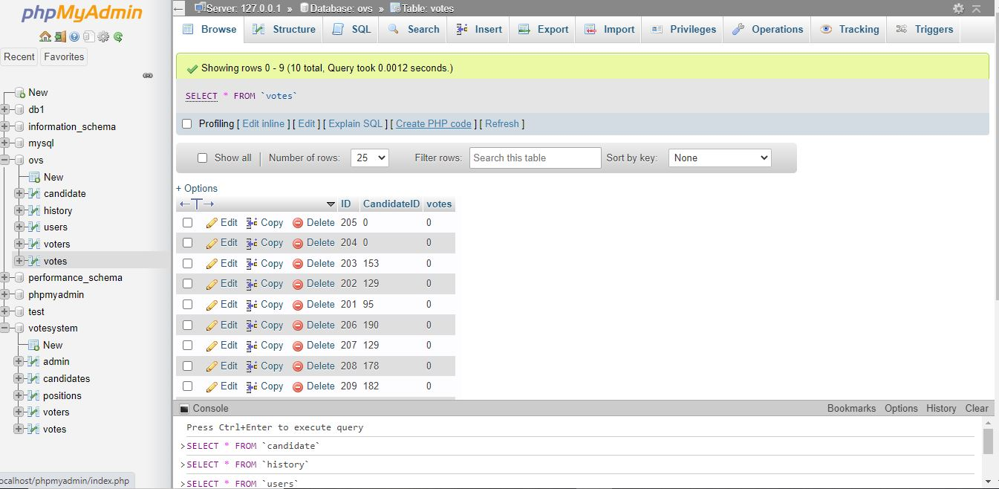 phpMyAdmin
Recent Favorites
New
db1
information_schema
mysql
ovs
New
candidate
history
users
voters
votes
performance_schema
phpmyadmin
test
votesystem
New
admin
candidates
positions
voters
votes
ocalhost/phpmyadmin/index.php
Server: 127.0.0.1 » Database: ovs » Table: votes
Browse Structure SQL Search Insert Export Import Privileges Operations Tracking Triggers
Showing rows 0 - 9 (10 total, Query took 0.0012 seconds.)
SELECT * FROM `votes`
Profiling [ Edit inline ] [ Edit ] [ Explain SQL ] [ Create PHP code ] [ Refresh ]
Show all | Number of rows: 25 Filter rows: Search this table Sort by key: None
+ Options
←T→ ID CandidateID votes
Edit Copy Delete 205 0 0
Edit Copy Delete 204 0 0
Edit Copy Delete 203 153 0
Edit Copy Delete 202 129 0
Edit Copy Delete 201 95 0
Edit Copy Delete 206 190 0
Edit Copy Delete 207 129 0
Edit Copy Delete 208 178 0
Edit Copy Delete 209 182 0
Console Bookmarks Options History Clear
Press Ctrl+Enter to execute query
>SELECT * FROM `candidate`
>SELECT * FROM `history`
>SELECT * FROM `users`